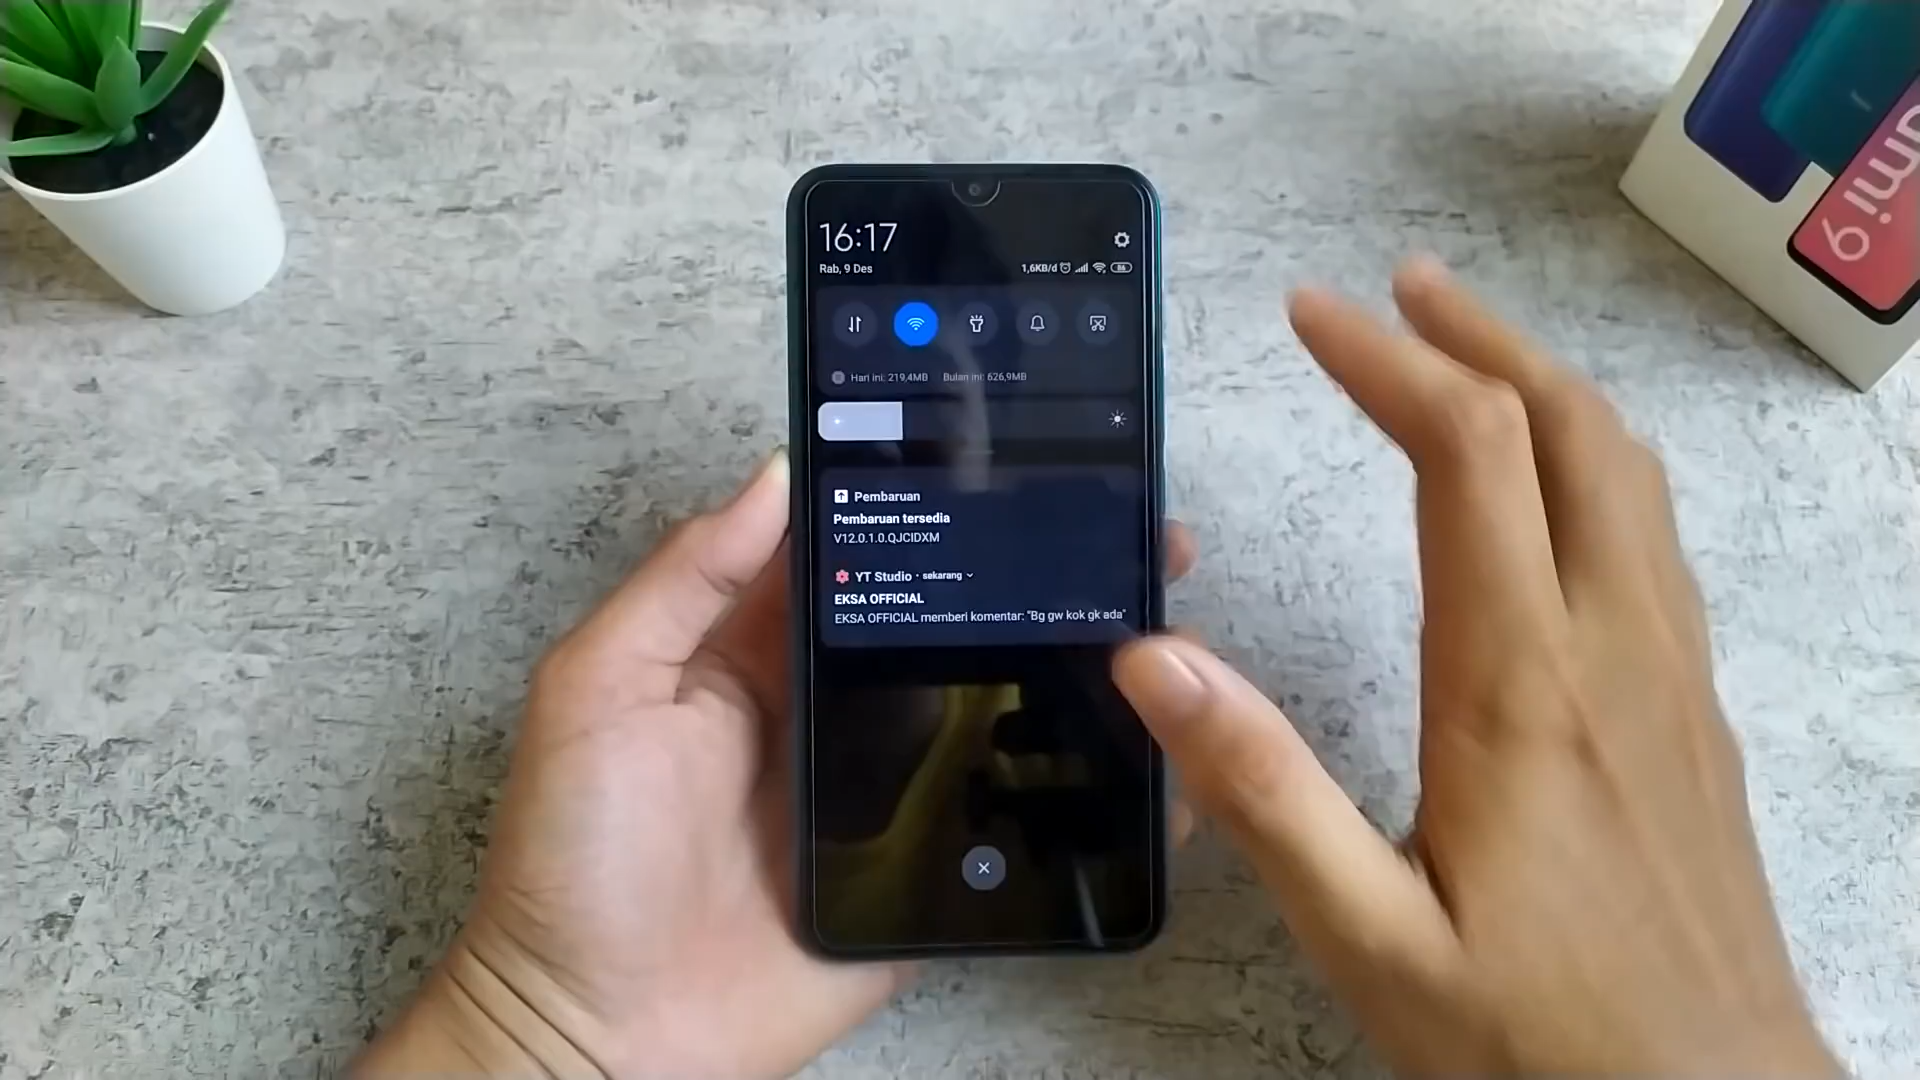 16:17
Rab, 9 Des
1,6KB/d
86
Hari ini: 219,4MB Bulan ini: 626,9MB
Pembaruan
Pembaruan tersedia
V12.0.1.0.QJCIDXM
YT Studio · sekarang
EKSA OFFICIAL
EKSA OFFICIAL memberi komentar: "Bg gw kok gk ada"
mi 9